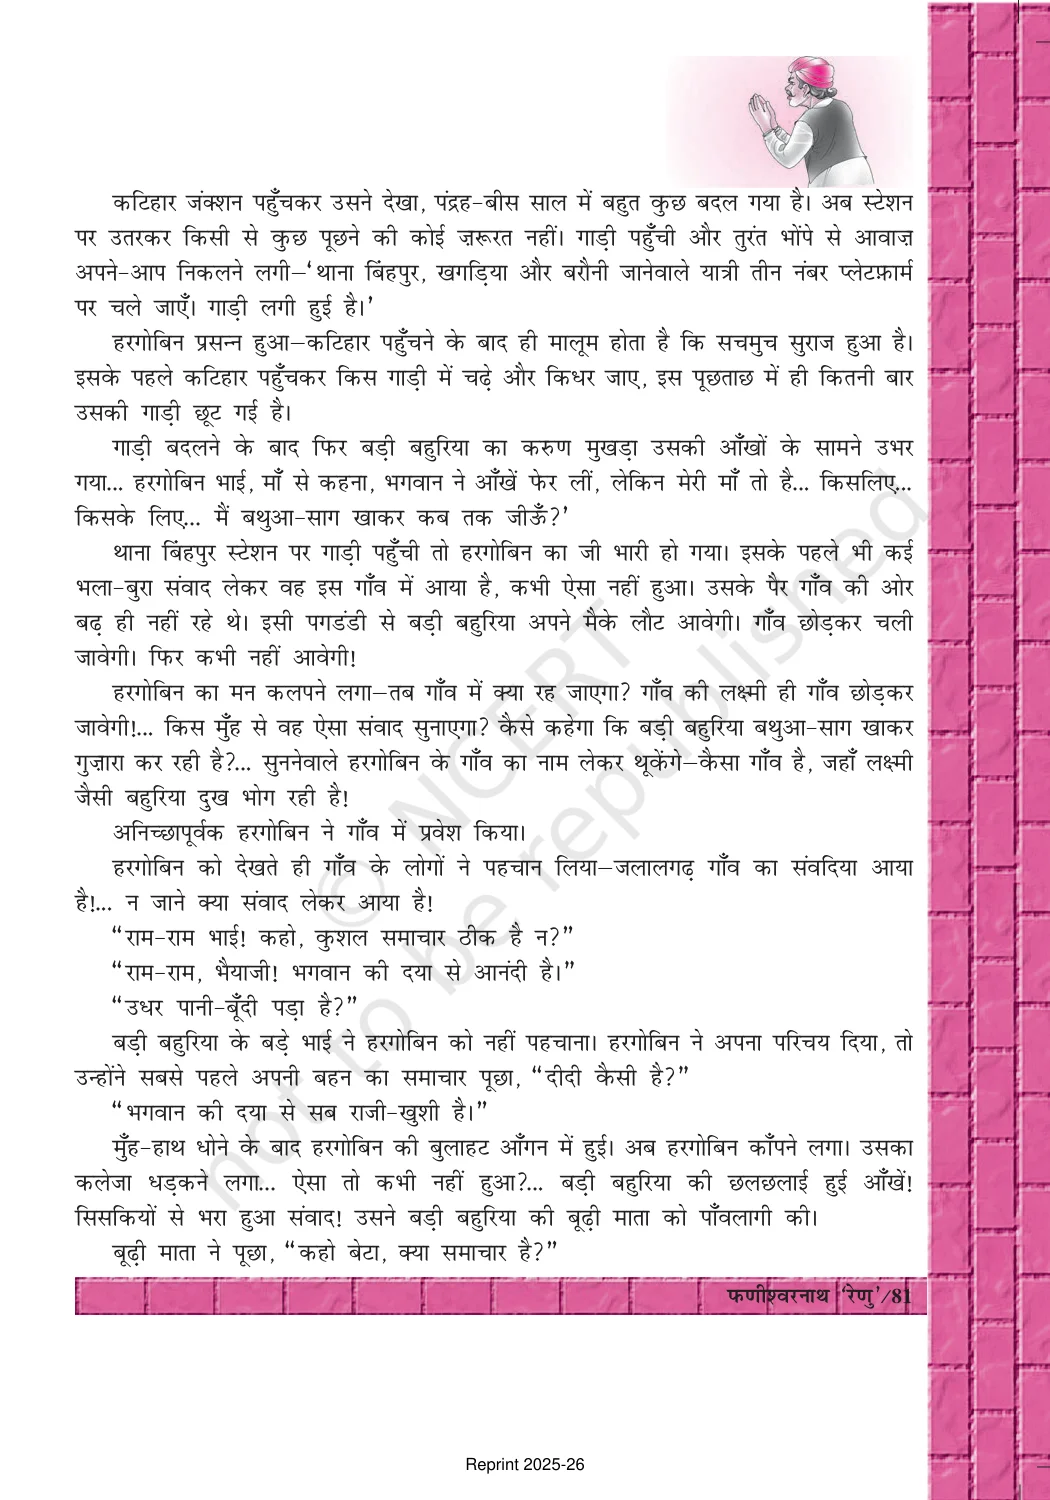 कटिहार जंक्शन पहुँचकर उसने देखा, पंद्रह-बीस साल में बहुत कुछ बदल गया है। अब स्टेशन
पर उतरकर किसी से कुछ पूछने की कोई ज़रूरत नहीं। गाड़ी पहुँची और तुरंत भोंपे से आवाज़
अपने-आप निकलने लगी—‘थाना बिंहपुर, खगड़िया और बरौनी जानेवाले यात्री तीन नंबर प्लेटफ़ार्म
पर चले जाएँ। गाड़ी लगी हुई है।’
हरगोबिन प्रसन्न हुआ—कटिहार पहुँचने के बाद ही मालूम होता है कि सचमुच सुराज हुआ है।
इसके पहले कटिहार पहुँचकर किस गाड़ी में चढ़े और किधर जाए, इस पूछताछ में ही कितनी बार
उसकी गाड़ी छूट गई है।
गाड़ी बदलने के बाद फिर बड़ी बहुरिया का करुण मुखड़ा उसकी आँखों के सामने उभर
गया... हरगोबिन भाई, माँ से कहना, भगवान ने आँखें फेर लीं, लेकिन मेरी माँ तो है... किसलिए...
किसके लिए... मैं बथुआ-साग खाकर कब तक जीऊँ?’
थाना बिंहपुर स्टेशन पर गाड़ी पहुँची तो हरगोबिन का जी भारी हो गया। इसके पहले भी कई
भला-बुरा संवाद लेकर वह इस गाँव में आया है, कभी ऐसा नहीं हुआ। उसके पैर गाँव की ओर
बढ़ ही नहीं रहे थे। इसी पगडंडी से बड़ी बहुरिया अपने मैके लौट आवेगी। गाँव छोड़कर चली
जावेगी। फिर कभी नहीं आवेगी!
हरगोबिन का मन कलपने लगा—तब गाँव में क्या रह जाएगा? गाँव की लक्ष्मी ही गाँव छोड़कर
जावेगी!... किस मुँह से वह ऐसा संवाद सुनाएगा? कैसे कहेगा कि बड़ी बहुरिया बथुआ-साग खाकर
गुज़ारा कर रही है?... सुननेवाले हरगोबिन के गाँव का नाम लेकर थूकेंगे—कैसा गाँव है, जहाँ लक्ष्मी
जैसी बहुरिया दुख भोग रही है!
अनिच्छापूर्वक हरगोबिन ने गाँव में प्रवेश किया।
हरगोबिन को देखते ही गाँव के लोगों ने पहचान लिया—जलालगढ़ गाँव का संवदिया आया
है!... न जाने क्या संवाद लेकर आया है!
“राम-राम भाई! कहो, कुशल समाचार ठीक है न?”
“राम-राम, भैयाजी! भगवान की दया से आनंदी है।”
“उधर पानी-बूँदी पड़ा है?”
बड़ी बहुरिया के बड़े भाई ने हरगोबिन को नहीं पहचाना। हरगोबिन ने अपना परिचय दिया, तो
उन्होंने सबसे पहले अपनी बहन का समाचार पूछा, “दीदी कैसी है?”
“भगवान की दया से सब राजी-खुशी है।”
मुँह-हाथ धोने के बाद हरगोबिन की बुलाहट आँगन में हुई। अब हरगोबिन काँपने लगा। उसका
कलेजा धड़कने लगा... ऐसा तो कभी नहीं हुआ?... बड़ी बहुरिया की छलछलाई हुई आँखें!
सिसकियों से भरा हुआ संवाद! उसने बड़ी बहुरिया की बूढ़ी माता को पाँवलागी की।
बूढ़ी माता ने पूछा, “कहो बेटा, क्या समाचार है?”
फणीश्वरनाथ ‘रेणु’/81
© NCERT
not to be republished
Reprint 2025-26